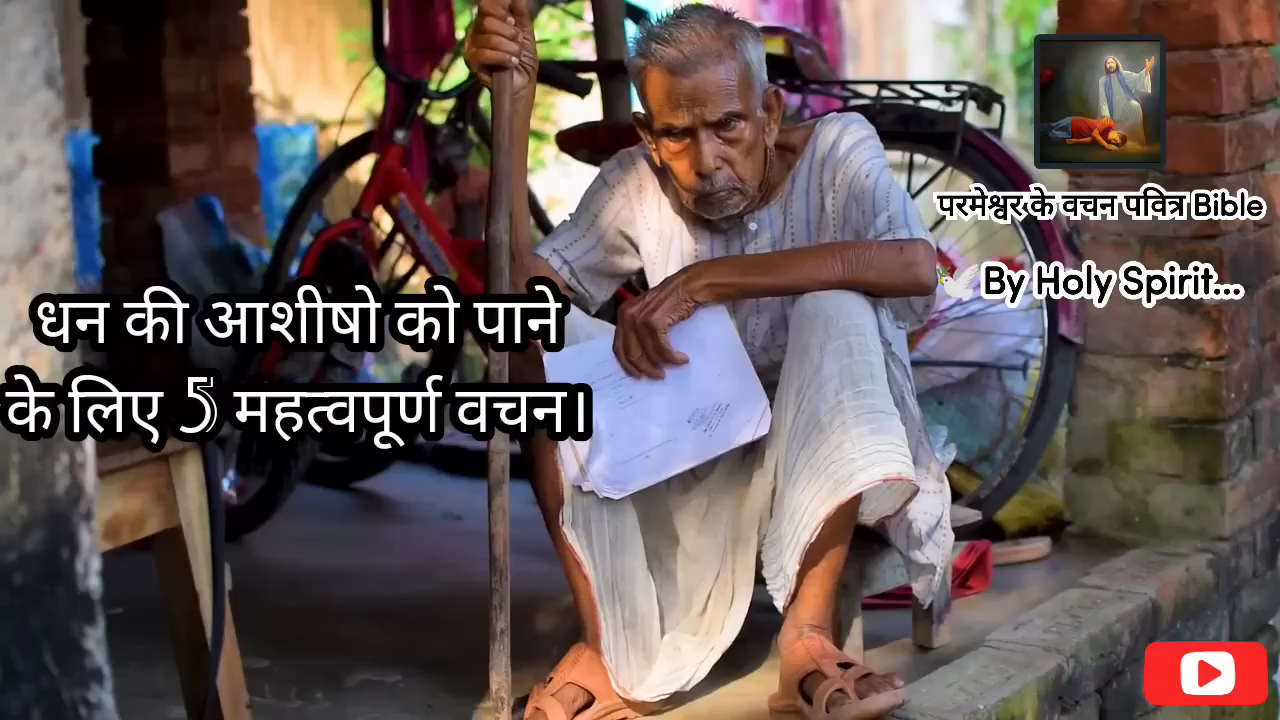 परमेश्वर के वचन पवित्र Bible
🕊️ By Holy Spirit...
धन की आशीषो को पाने
के लिए 5 महत्वपूर्ण वचन।